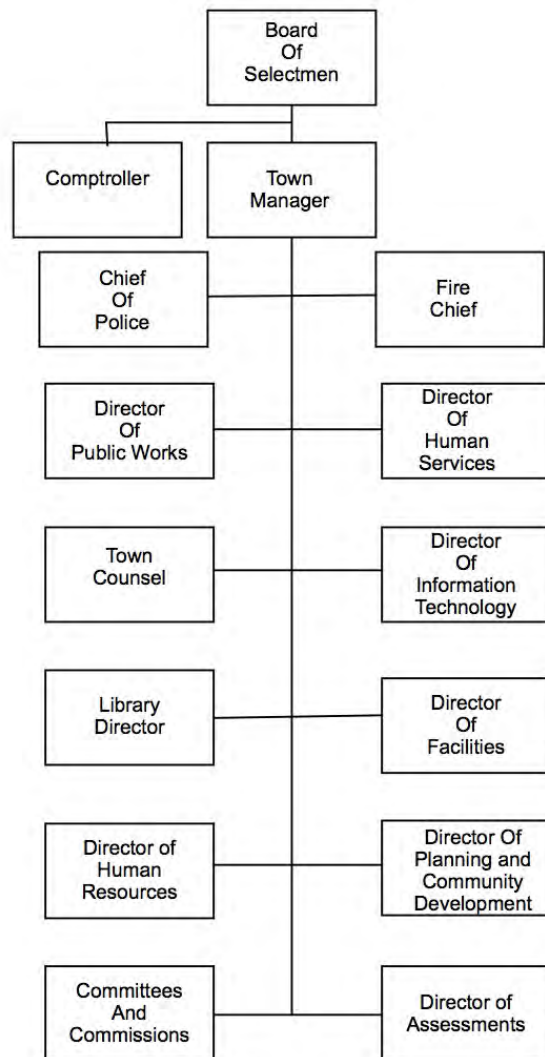 Board
Of
Selectmen
Comptroller
Town
Manager
Chief
Of
Police
Fire
Chief
Director
Of
Public Works
Director
Of
Human
Services
Town
Counsel
Director
Of
Information
Technology
Library
Director
Director
Of
Facilities
Director of
Human
Resources
Director Of
Planning and
Community
Development
Committees
And
Commissions
Director of
Assessments